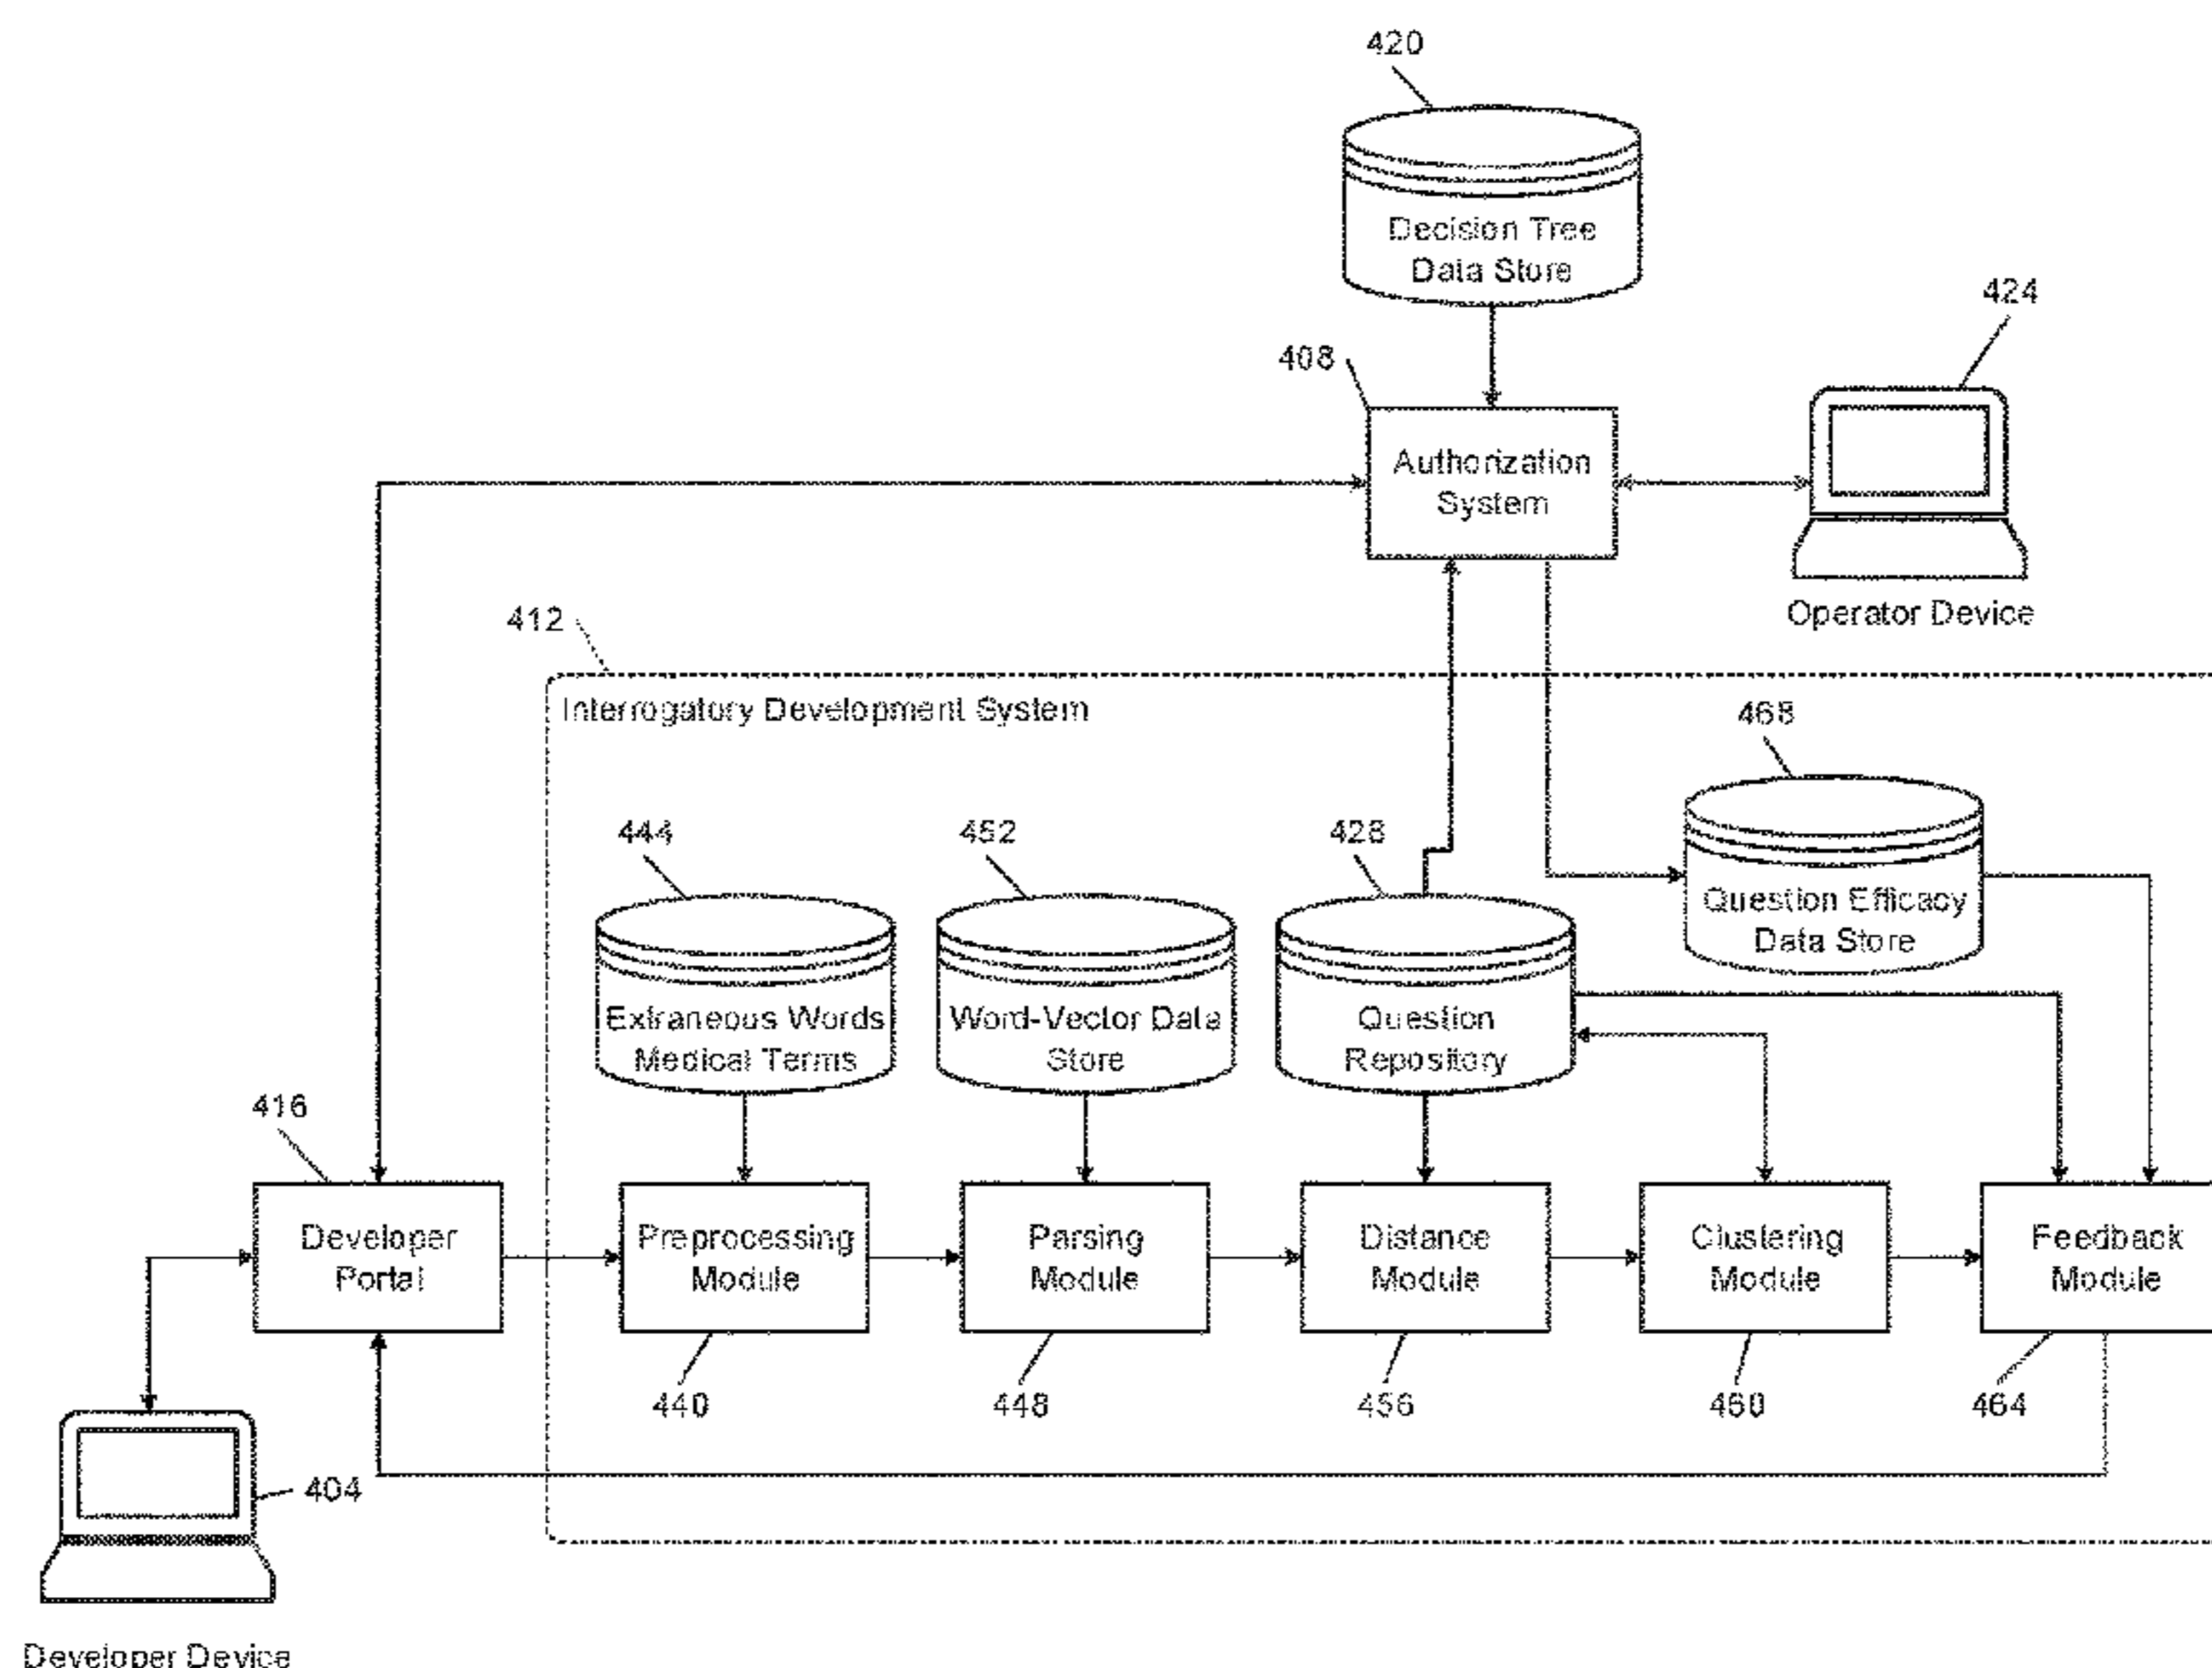 420
Decision Tree
Data Store
424
408
Authorization
System
Operator Device
412
Interrogatory Development System
468
444
452
428
Question Efficacy
Data Store
Extraneous Words
Medical Terms
Word-Vector Data
Store
Question
Repository
416
Developer
Portal
Preprocessing
Module
Parsing
Module
Distance
Module
Clustering
Module
Feedback
Module
440
448
456
460
464
404
Developer Device